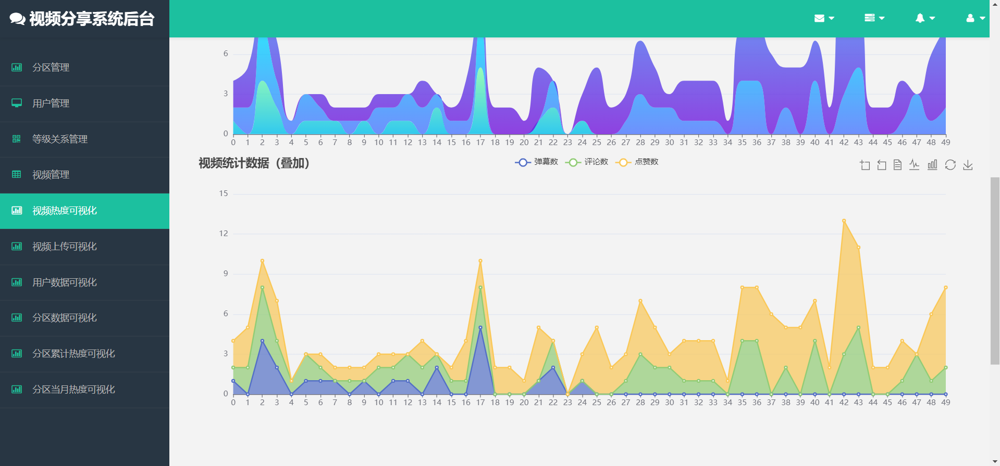 视频分享系统后台
分区管理
用户管理
等级关系管理
视频管理
视频热度可视化
视频上传可视化
用户数据可视化
分区数据可视化
分区累计热度可视化
分区当月热度可视化
6
3
0
0 1 2 3 4 5 6 7 8 9 10 11 12 13 14 15 16 17 18 19 20 21 22 23 24 25 26 27 28 29 30 31 32 33 34 35 36 37 38 39 40 41 42 43 44 45 46 47 48 49
视频统计数据（叠加） 弹幕数 评论数 点赞数
15
12
9
6
3
0
0 1 2 3 4 5 6 7 8 9 10 11 12 13 14 15 16 17 18 19 20 21 22 23 24 25 26 27 28 29 30 31 32 33 34 35 36 37 38 39 40 41 42 43 44 45 46 47 48 49